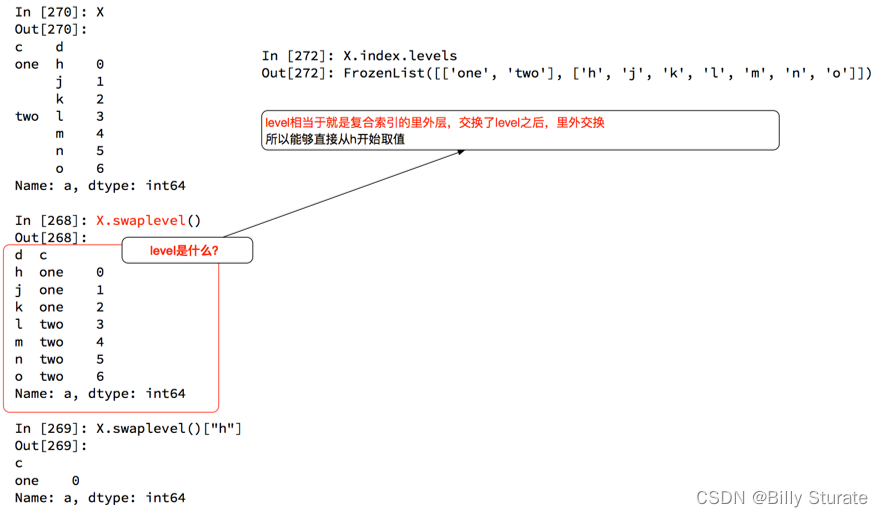 In [270]: X
Out[270]:
c    d
one  h    0
     j    1
     k    2
two  l    3
     m    4
     n    5
     o    6
Name: a, dtype: int64
In [272]: X.index.levels
Out[272]: FrozenList([['one', 'two'], ['h', 'j', 'k', 'l', 'm', 'n', 'o']])
level相当于就是复合索引的里外层，交换了level之后，里外交换
所以能够直接从h开始取值
In [268]: X.swaplevel()
Out[268]:
level是什么?
d  c
h  one    0
j  one    1
k  one    2
l  two    3
m  two    4
n  two    5
o  two    6
Name: a, dtype: int64
In [269]: X.swaplevel()["h"]
Out[269]:
c
one    0
Name: a, dtype: int64
CSDN @Billy Sturate